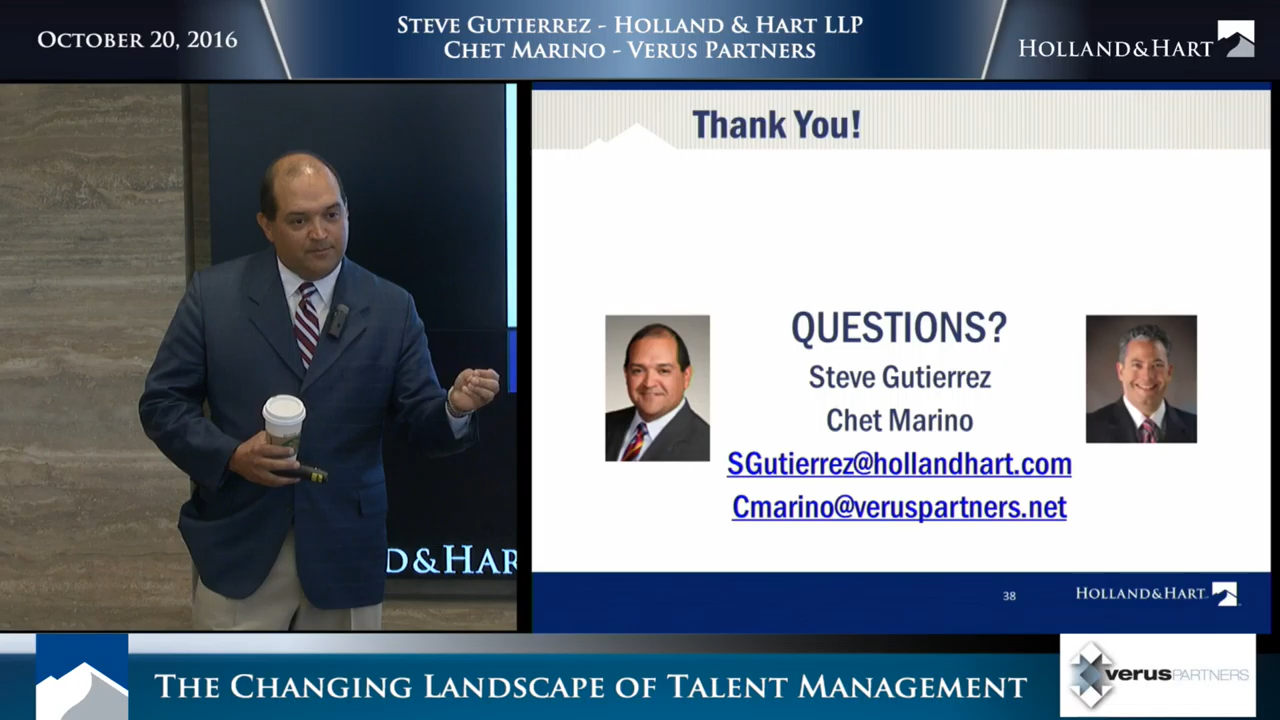 OCTOBER 20, 2016
STEVE GUTIERREZ - HOLLAND & HART LLP
CHET MARINO - VERUS PARTNERS
HOLLAND&HART
Thank You!
QUESTIONS?
Steve Gutierrez
Chet Marino
SGutierrez@hollandhart.com
Cmarino@veruspartners.net
D&HAR
38
HOLLAND&HART
THE CHANGING LANDSCAPE OF TALENT MANAGEMENT
verusPARTNERS